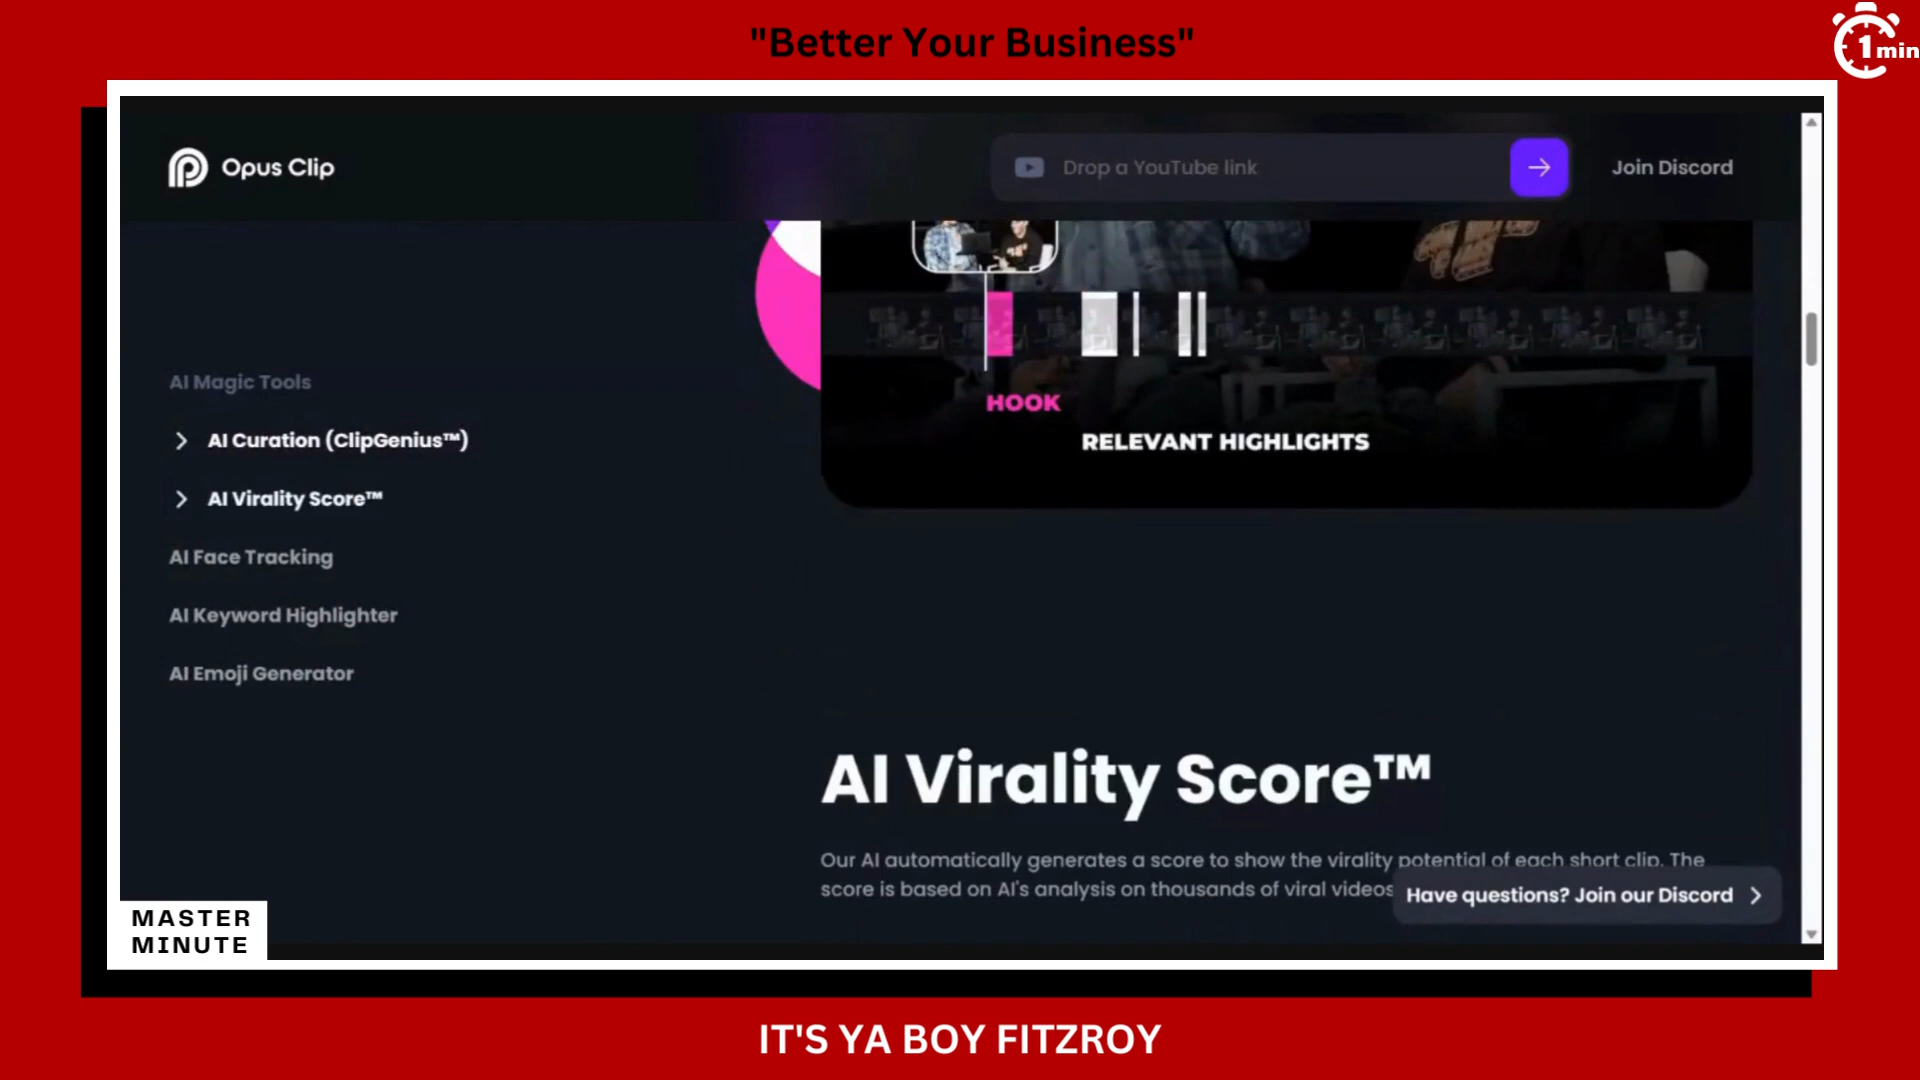 "Better Your Business"
1 min
Opus Clip
Drop a YouTube link
Join Discord
HOOK
RELEVANT HIGHLIGHTS
AI Magic Tools
AI Curation (ClipGenius™)
AI Virality Score™
AI Face Tracking
AI Keyword Highlighter
AI Emoji Generator
AI Virality Score™
Our AI automatically generates a score to show the virality potential of each short clip. The
score is based on AI's analysis on thousands of viral videos
Have questions? Join our Discord
MASTER
MINUTE
IT'S YA BOY FITZROY